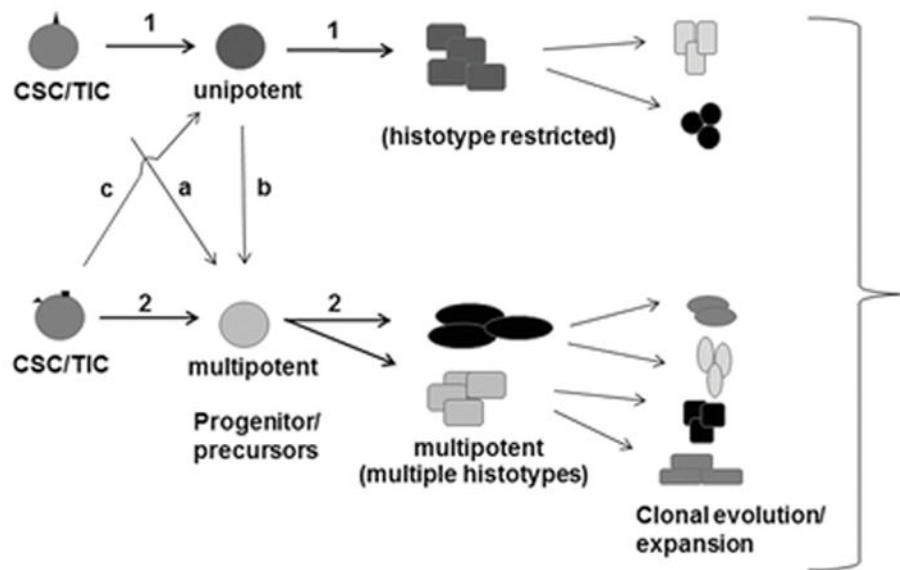 1
1
CSC/TIC
unipotent
(histotype restricted)
c
a
b
2
2
CSC/TIC
multipotent
Progenitor/
precursors
multipotent
(multiple histotypes)
Clonal evolution/
expansion